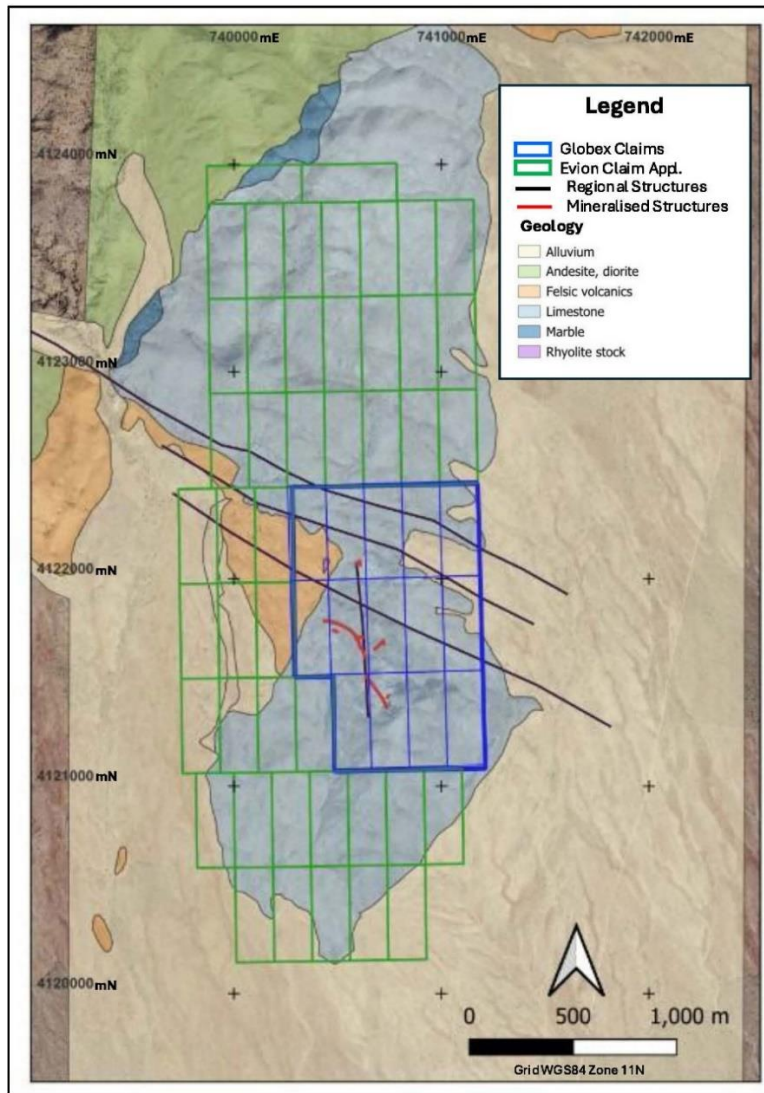 740000mE
741000mE
742000mE
Legend
Globex Claims
Evion Claim Appl.
Regional Structures
Mineralised Structures
Geology
Alluvium
Andesite, diorite
Felsic volcanics
Limestone
Marble
Rhyolite stock
4124000mN
4123000mN
4122000mN
4121000mN
4120000mN
0 500 1,000 m
Grid WGS84 Zone 11N